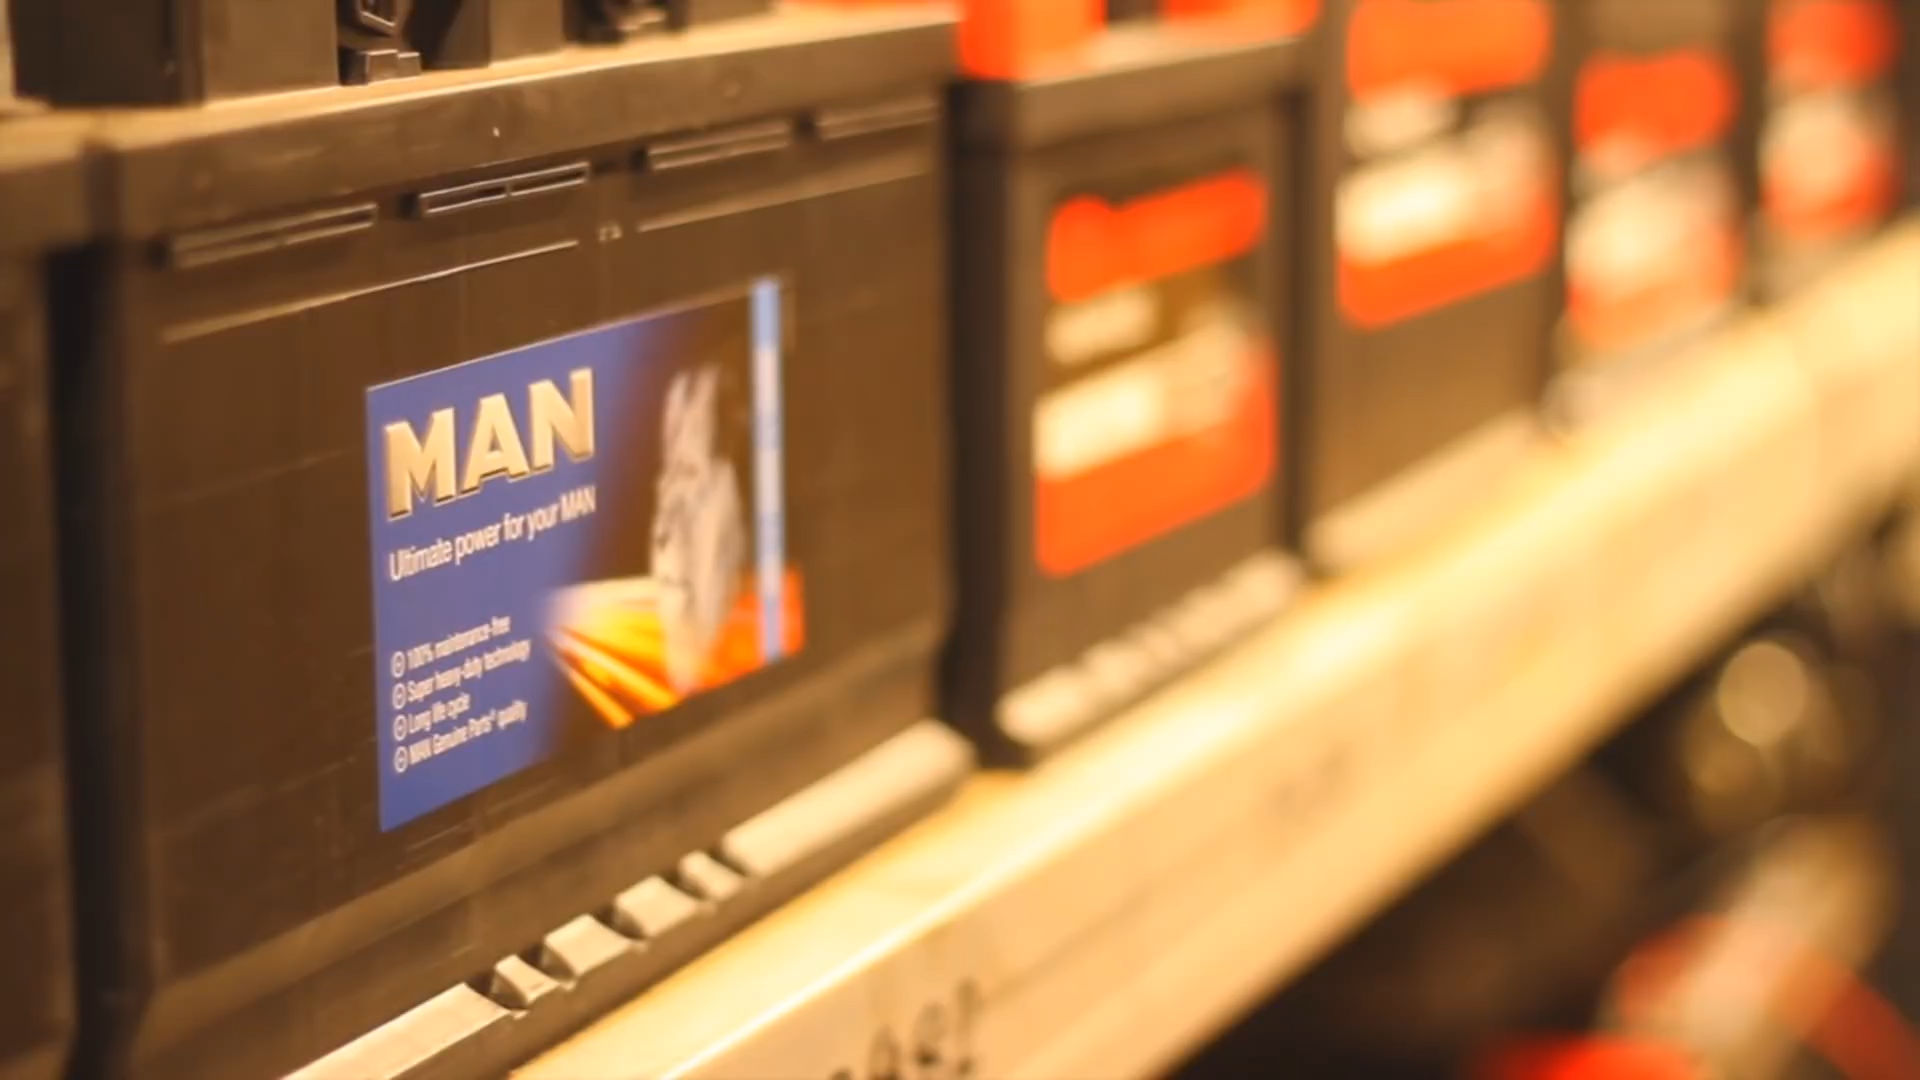 MAN
Ultimate power for your MAN
100% maintenance-free
Super heavy-duty technology
Long life cycle
MAN Genuine Parts® quality